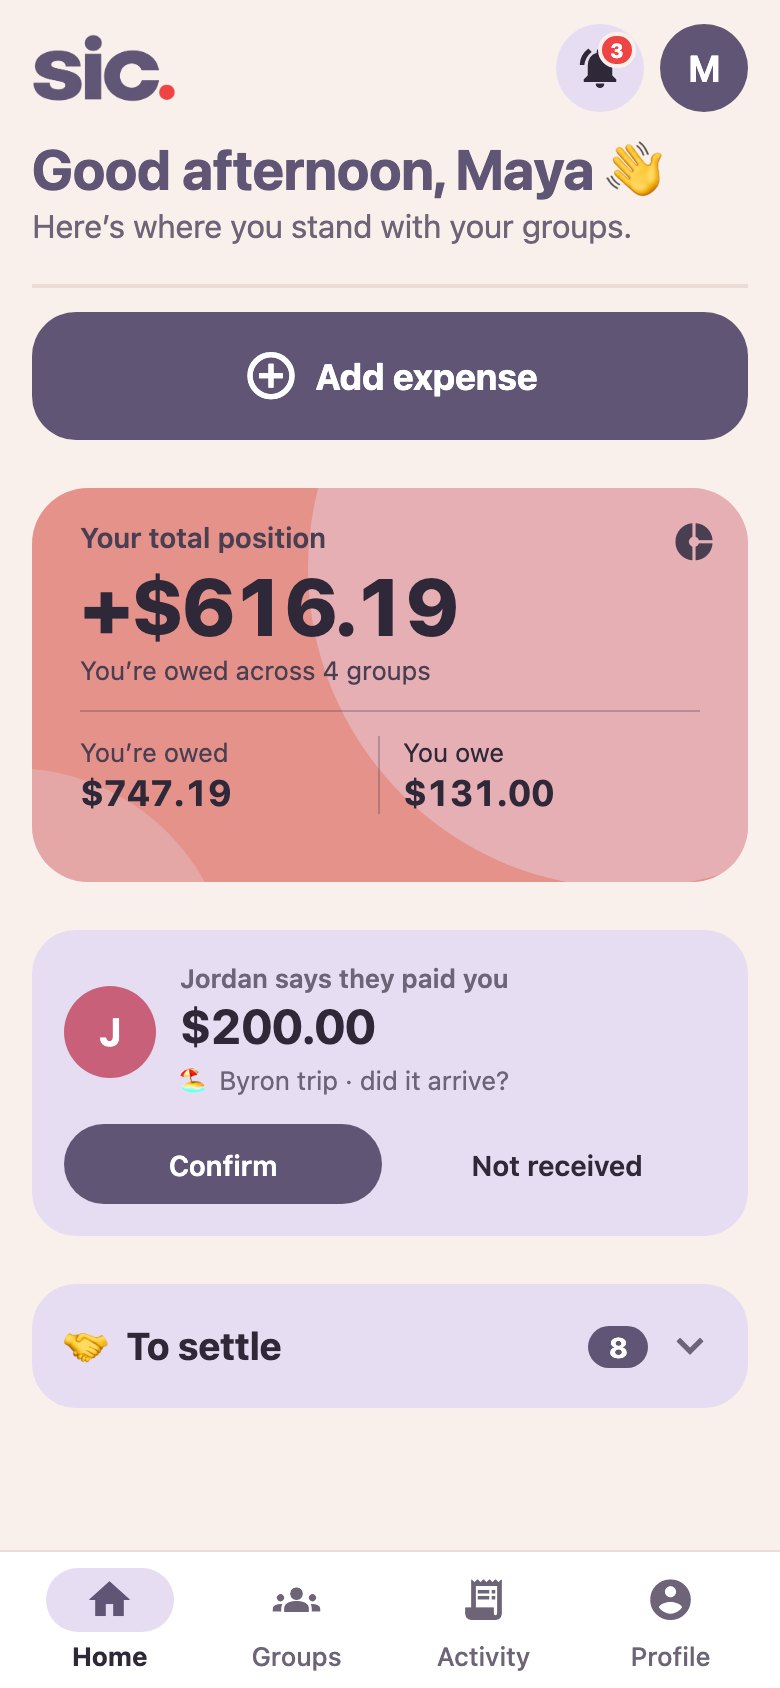 sic.
3
M
Good afternoon, Maya 👋
Here's where you stand with your groups.
Add expense
Your total position
+$616.19
You're owed across 4 groups
You're owed
$747.19
You owe
$131.00
J
Jordan says they paid you
$200.00
🏖️ Byron trip · did it arrive?
Confirm
Not received
🤝 To settle
8
Home
Groups
Activity
Profile